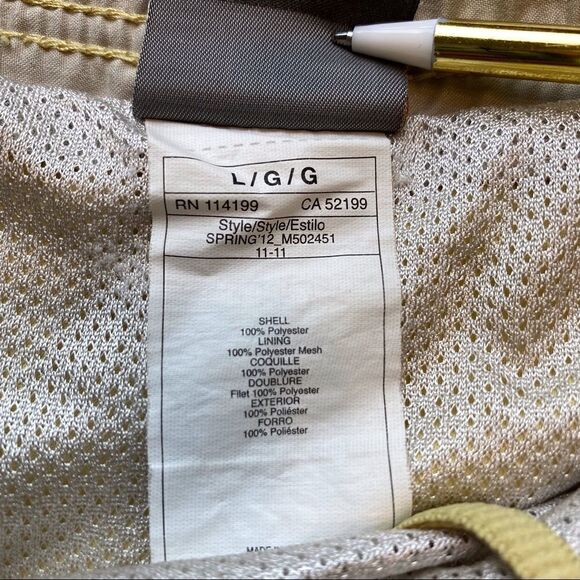 L/G/G
RN 114199 CA 52199
Style/Style/Estilo
SPRING'12_M502451
11-11
SHELL
100% Polyester
LINING
100% Polyester Mesh
COQUILLE
100% Polyester
DOUBLURE
Filet 100% Polyester
EXTERIOR
100% Poliéster
FORRO
100% Poliéster
MADE